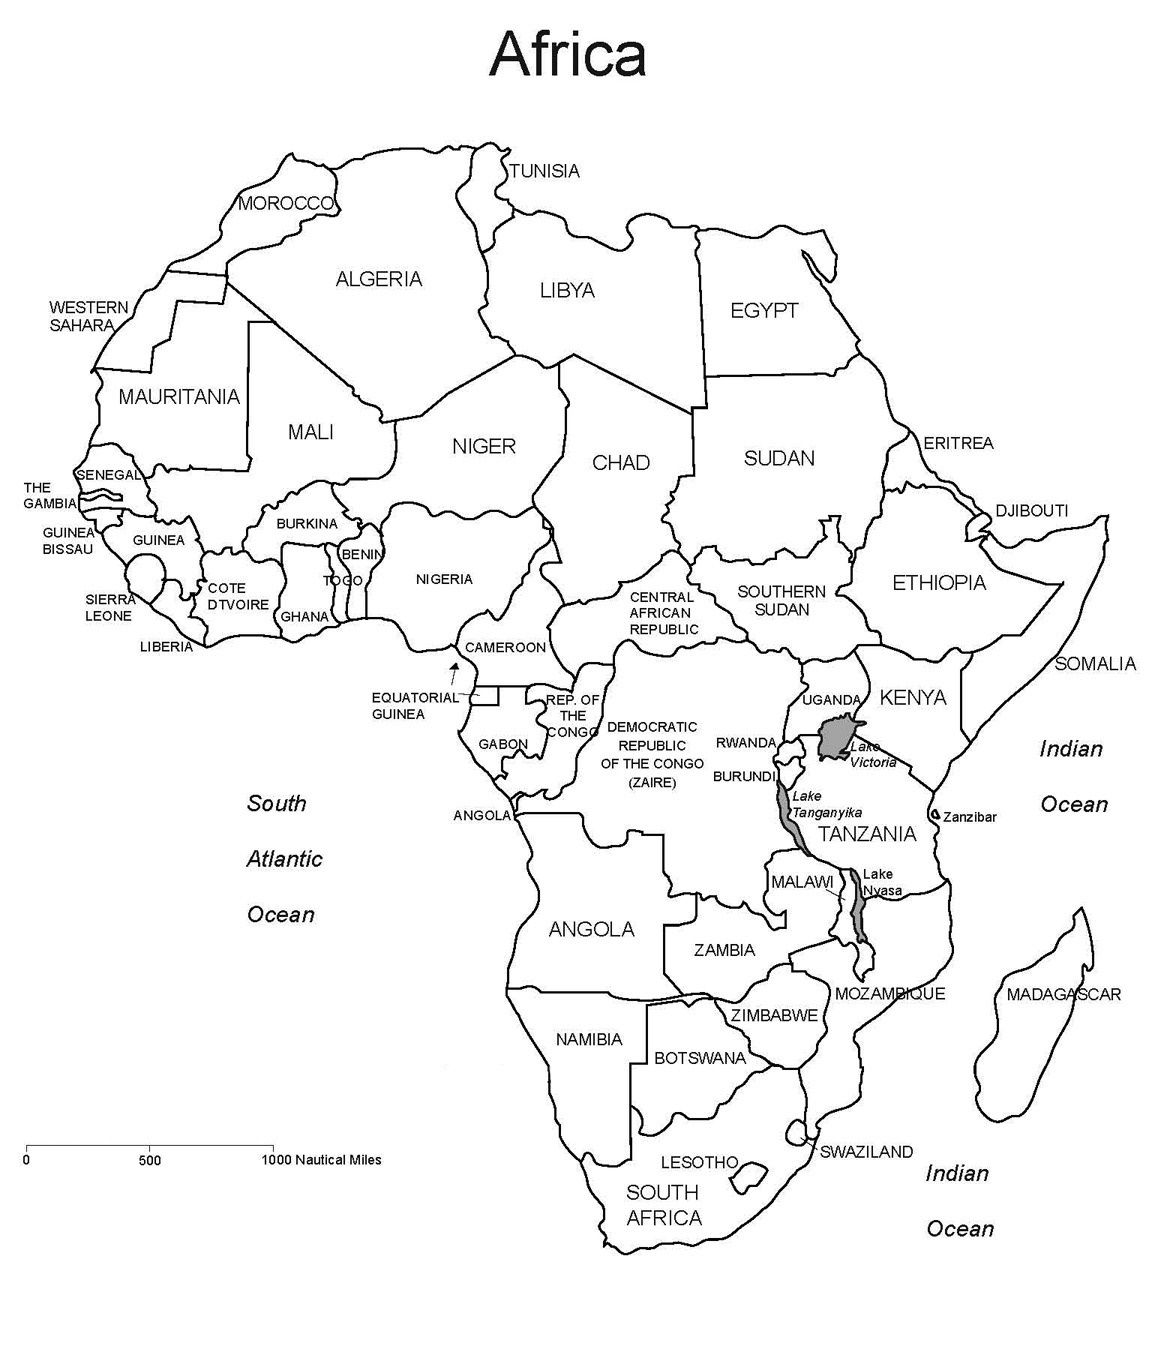 Africa
TUNISIA
MOROCCO
ALGERIA
LIBYA
EGYPT
WESTERN
SAHARA
MAURITANIA
MALI
NIGER
CHAD
SUDAN
ERITREA
SENEGAL
THE
GAMBIA
DJIBOUTI
GUINEA
BISSAU
GUINEA
BURKINA
BENIN
TOGO
NIGERIA
COTE
DTVOIRE
GHANA
SIERRA
LEONE
LIBERIA
CENTRAL
AFRICAN
REPUBLIC
SOUTHERN
SUDAN
ETHIOPIA
CAMEROON
SOMALIA
EQUATORIAL
GUINEA
REP. OF
THE
CONGO
GABON
DEMOCRATIC
REPUBLIC
OF THE CONGO
(ZAIRE)
UGANDA
KENYA
RWANDA
BURUNDI
Lake
Victoria
Indian
Ocean
South
Atlantic
Ocean
ANGOLA
Lake
Tanganyika
TANZANIA
Zanzibar
MALAWI
Lake
Nyasa
ANGOLA
ZAMBIA
MOZAMBIQUE
MADAGASCAR
ZIMBABWE
NAMIBIA
BOTSWANA
SWAZILAND
LESOTHO
SOUTH
AFRICA
Indian
Ocean
0 500 1000 Nautical Miles